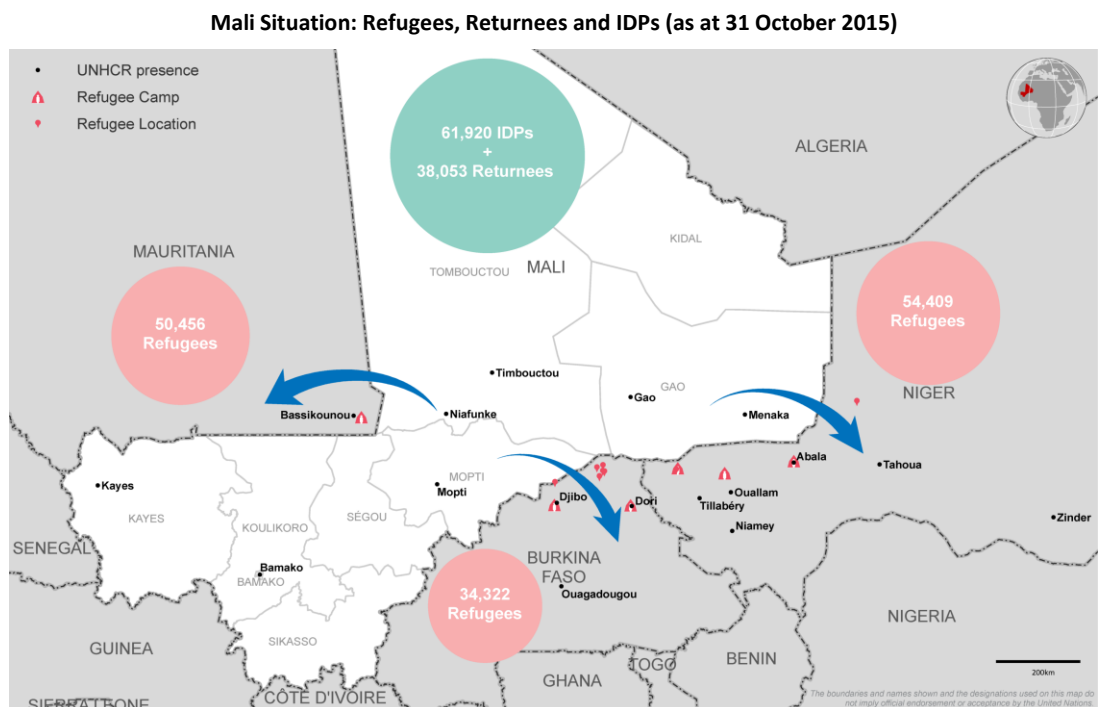 Mali Situation: Refugees, Returnees and IDPs (as at 31 October 2015)
UNHCR presence
Refugee Camp
Refugee Location
61,920 IDPs
+
38,053 Returnees
ALGERIA
KIDAL
MAURITANIA
TOMBOUCTOU
MALI
50,456
Refugees
54,409
Refugees
Timbouctou
GAO
Gao
NIGER
Bassikounou
Niafunke
Menaka
Abala
Tahoua
MOPTI
Mopti
Kayes
KAYES
KOULIKORO
SÉGOU
Djibo
Dori
Ouallam
Tillabéry
Niamey
Zinder
SENEGAL
Bamako
BAMAKO
BURKINA
FASO
Ouagadougou
34,322
Refugees
NIGERIA
SIKASSO
GUINEA
BENIN
TOGO
GHANA
CÔTE D'IVOIRE
SIERRA LEONE
200km
The boundaries and names shown and the designations used on this map do
not imply official endorsement or acceptance by the United Nations.